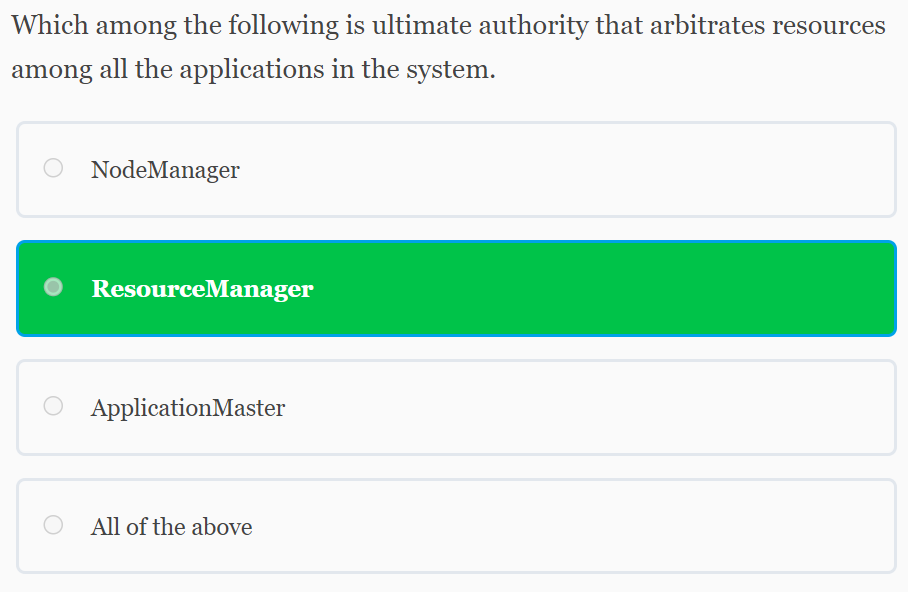 Which among the following is ultimate authority that arbitrates resources
among all the applications in the system.
NodeManager
ResourceManager
ApplicationMaster
All of the above